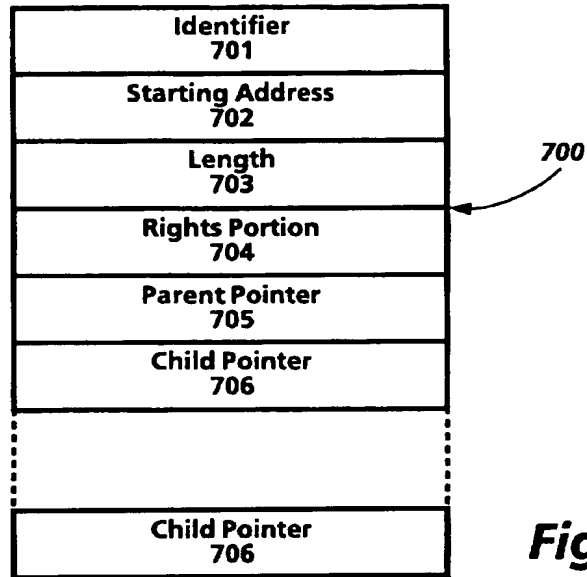 Identifier
701
Starting Address
702
Length
703
700
Rights Portion
704
Parent Pointer
705
Child Pointer
706
Child Pointer
706
Fig